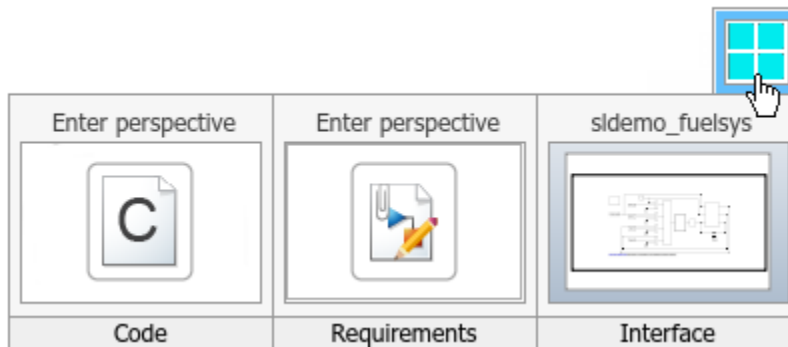 Enter perspective
Enter perspective
sldemo_fuelsys
C
Code
Requirements
Interface